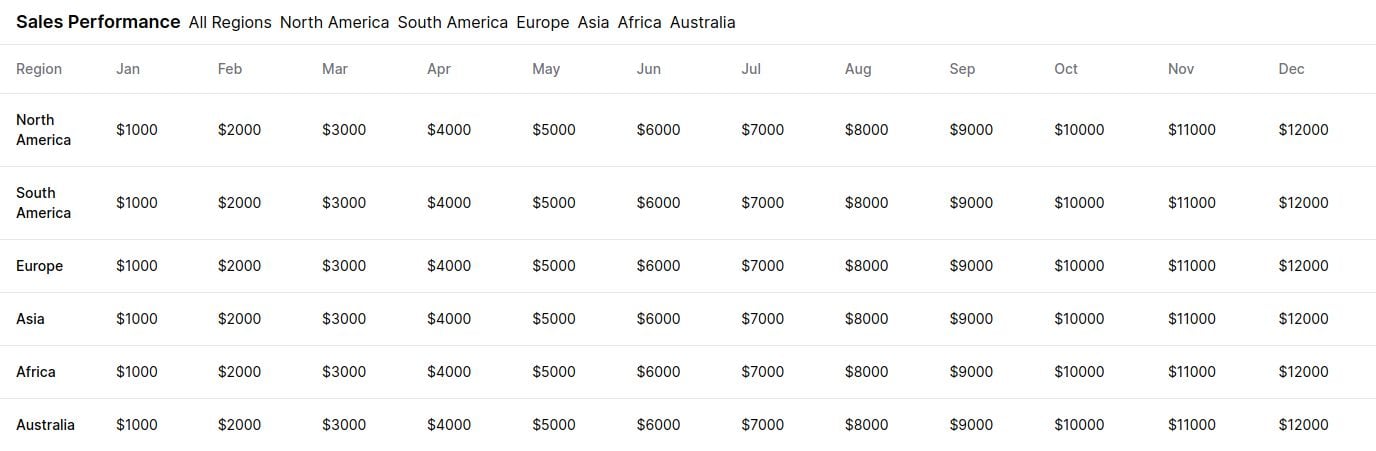 Sales Performance All Regions North America South America Europe Asia Africa Australia
Region Jan Feb Mar Apr May Jun Jul Aug Sep Oct Nov Dec
North America $1000 $2000 $3000 $4000 $5000 $6000 $7000 $8000 $9000 $10000 $11000 $12000
South America $1000 $2000 $3000 $4000 $5000 $6000 $7000 $8000 $9000 $10000 $11000 $12000
Europe $1000 $2000 $3000 $4000 $5000 $6000 $7000 $8000 $9000 $10000 $11000 $12000
Asia $1000 $2000 $3000 $4000 $5000 $6000 $7000 $8000 $9000 $10000 $11000 $12000
Africa $1000 $2000 $3000 $4000 $5000 $6000 $7000 $8000 $9000 $10000 $11000 $12000
Australia $1000 $2000 $3000 $4000 $5000 $6000 $7000 $8000 $9000 $10000 $11000 $12000